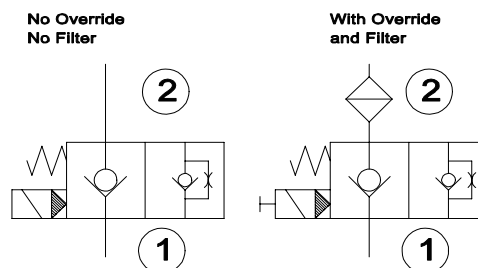 No Override
No Filter
With Override
and Filter
2
2
1
1